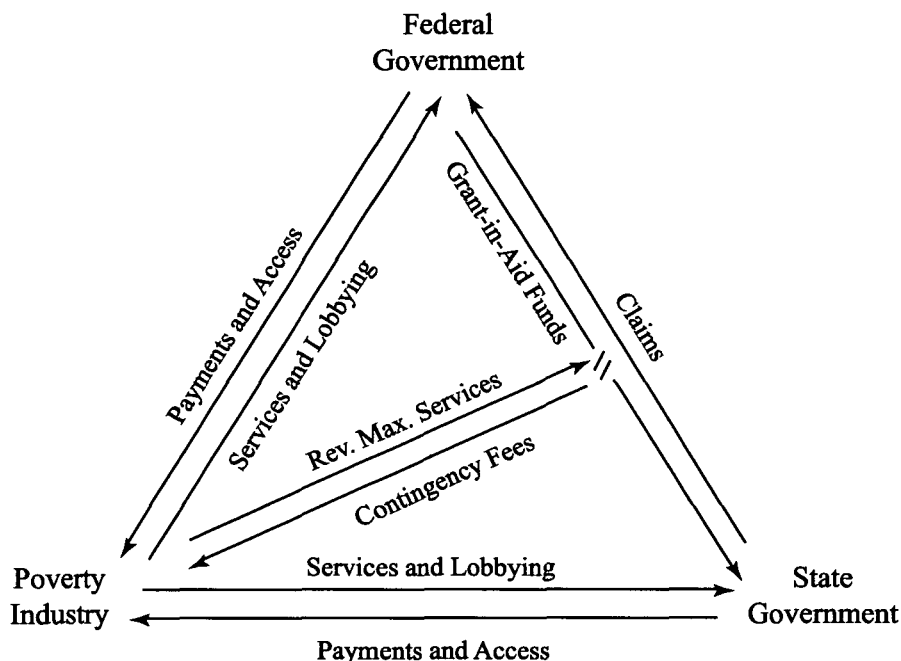 Federal
Government
Payments and Access
Services and Lobbying
Grant-in-Aid Funds
Claims
Rev. Max. Services
Contingency Fees
Services and Lobbying
Poverty
Industry
State
Government
Payments and Access